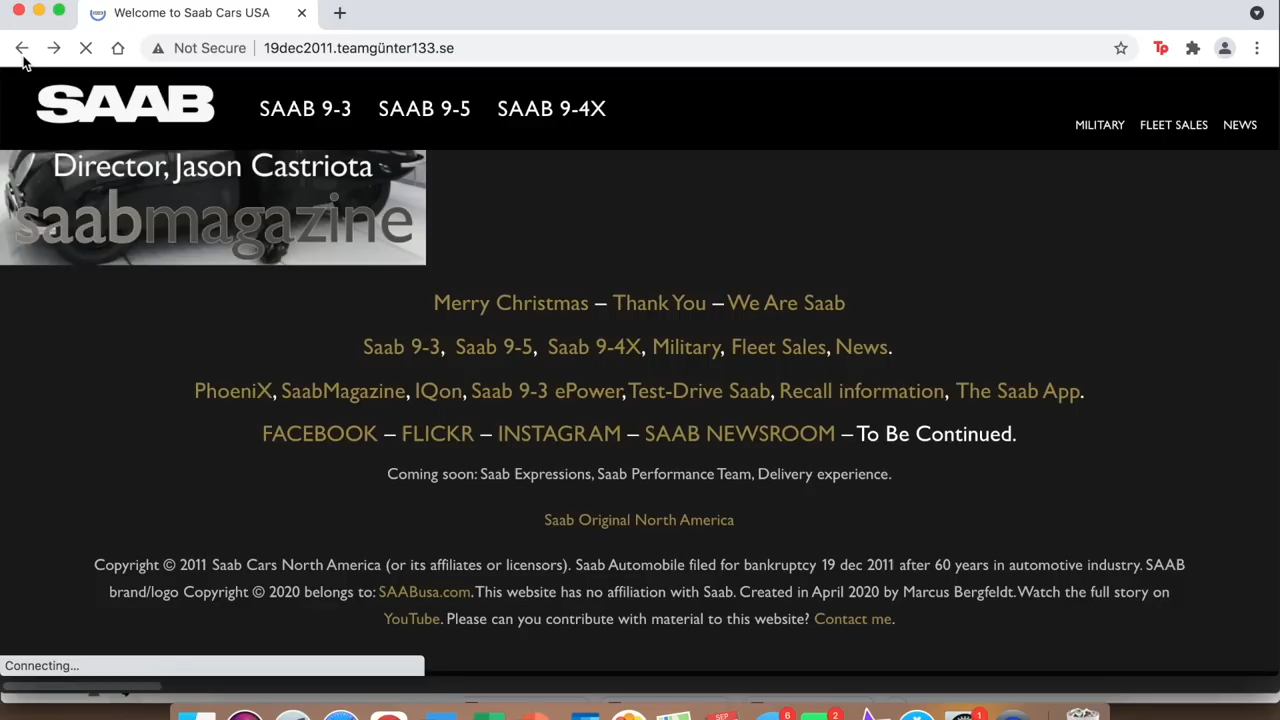 Welcome to Saab Cars USA
Not Secure
19dec2011.teamgünter133.se
Tp
SAAB
SAAB 9-3
SAAB 9-5
SAAB 9-4X
MILITARY
FLEET SALES
NEWS
Director, Jason Castriota
saabmagazine
Merry Christmas – Thank You – We Are Saab
Saab 9-3, Saab 9-5, Saab 9-4X, Military, Fleet Sales, News.
PhoeniX, SaabMagazine, IQon, Saab 9-3 ePower, Test-Drive Saab, Recall information, The Saab App.
FACEBOOK – FLICKR – INSTAGRAM – SAAB NEWSROOM – To Be Continued.
Coming soon: Saab Expressions, Saab Performance Team, Delivery experience.
Saab Original North America
Copyright © 2011 Saab Cars North America (or its affiliates or licensors). Saab Automobile filed for bankruptcy 19 dec 2011 after 60 years in automotive industry. SAAB
brand/logo Copyright © 2020 belongs to: SAABusa.com. This website has no affiliation with Saab. Created in April 2020 by Marcus Bergfeldt. Watch the full story on
YouTube. Please can you contribute with material to this website? Contact me.
Connecting...
SEP
6
2
1